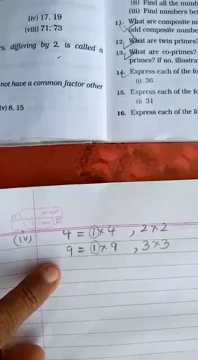 (iv) 17, 19
(viii) 71, 73
s, differing by 2, is called a
not have a common factor other
(iv) 8, 15
(ii) Find all the numb
(iii) Find numbers be
11. What are composite nu
odd composite numbe
12. What are twin primes?
13. What are co-primes?
primes? If no, illustra
14. Express each of the fo
(i) 36
15. Express each of the fo
(i) 31
16. Express each of the fo
(iv) 4 = 1 × 4 , 2 × 2
9 = 1 × 9 , 3 × 3